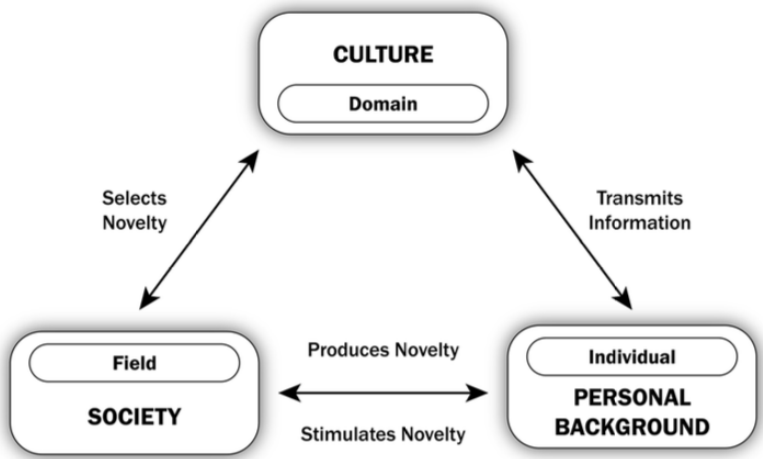 CULTURE
Domain
Selects
Novelty
Transmits
Information
Field
SOCIETY
Produces Novelty
Stimulates Novelty
Individual
PERSONAL
BACKGROUND